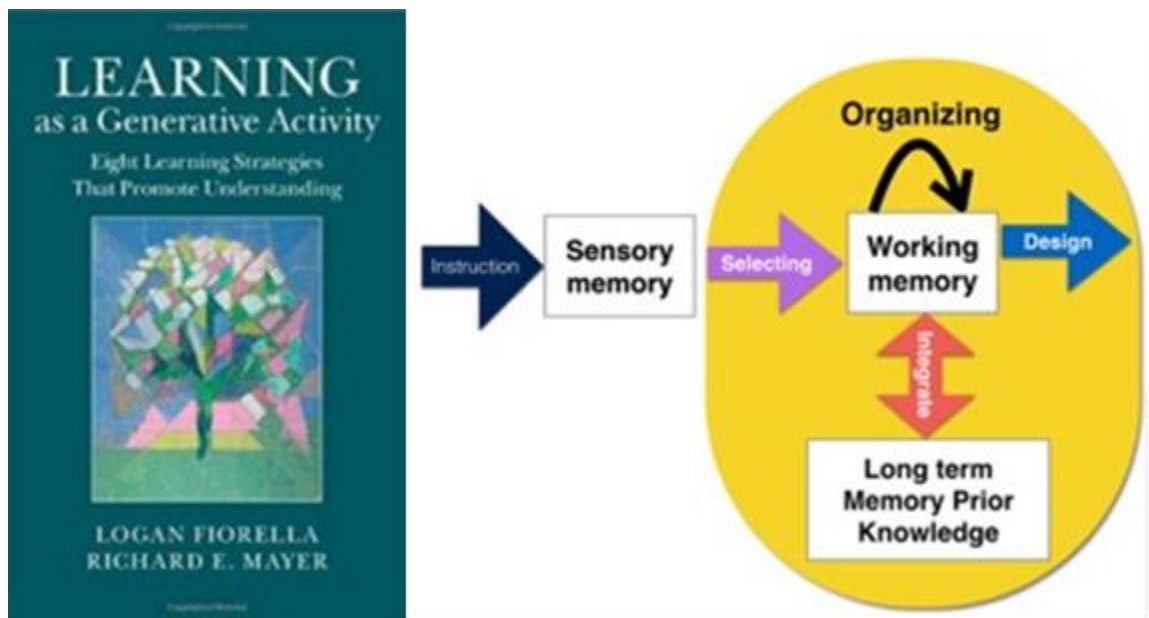 LEARNING
as a Generative Activity
Eight Learning Strategies
That Promote Understanding
LOGAN FIORELLA
RICHARD E. MAYER
Instruction
Sensory
memory
Selecting
Organizing
Working
memory
Design
Integrate
Long term
Memory Prior
Knowledge